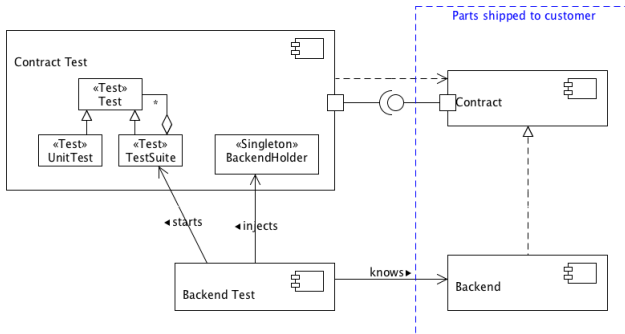 Parts shipped to customer
Contract Test
«Test»
Test
*
«Test»
UnitTest
«Test»
TestSuite
«Singleton»
BackendHolder
Contract
◄starts
◄injects
knows►
Backend Test
Backend